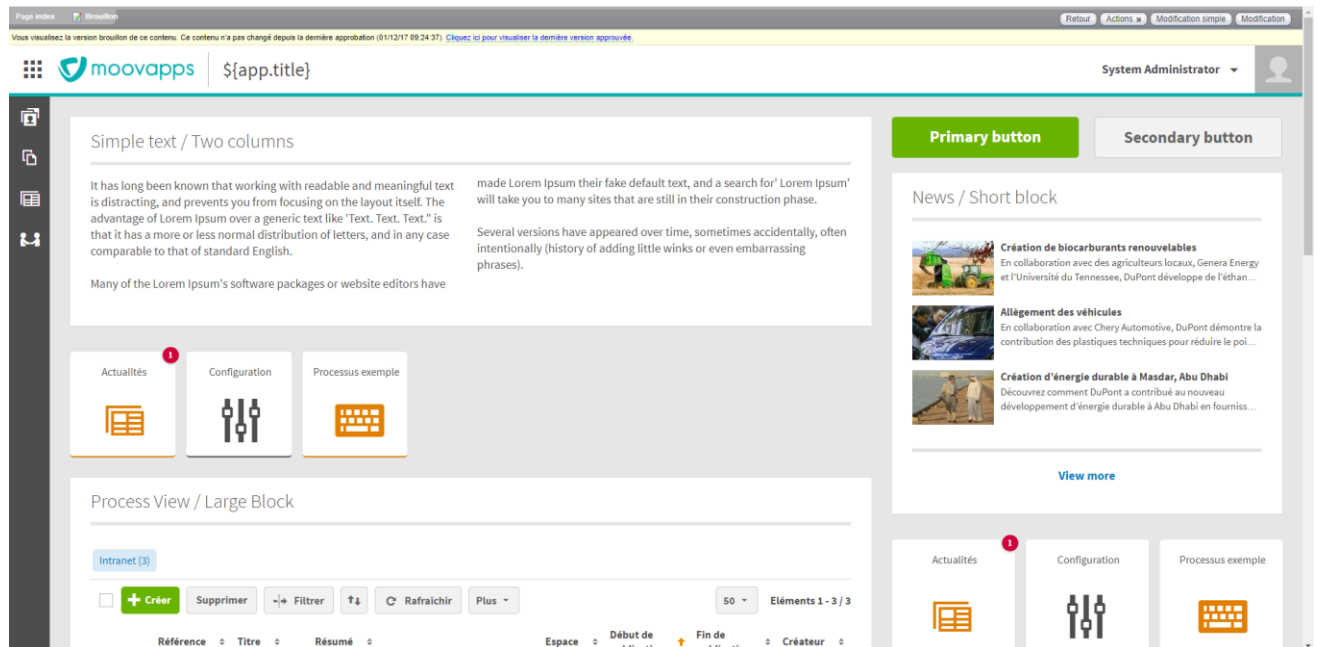 Page index Brouillon Retour Actions Modification simple Modification
Vous visualisez la version brouillon de ce contenu. Ce contenu n'a pas changé depuis la dernière approbation (01/12/17 09:24:37). Cliquez ici pour visualiser la dernière version approuvée.
moovapps ${app.title} System Administrator
Simple text / Two columns
It has long been known that working with readable and meaningful text
is distracting, and prevents you from focusing on the layout itself. The
advantage of Lorem Ipsum over a generic text like 'Text. Text. Text." is
that it has a more or less normal distribution of letters, and in any case
comparable to that of standard English.
Many of the Lorem Ipsum's software packages or website editors have
made Lorem Ipsum their fake default text, and a search for' Lorem Ipsum'
will take you to many sites that are still in their construction phase.
Several versions have appeared over time, sometimes accidentally, often
intentionally (history of adding little winks or even embarrassing
phrases).
Primary button Secondary button
News / Short block
Création de biocarburants renouvelables
En collaboration avec des agriculteurs locaux, Genera Energy
et l'Université du Tennessee, DuPont développe de l'éthan...
Allègement des véhicules
En collaboration avec Chery Automotive, DuPont démontre la
contribution des plastiques techniques pour réduire le poi...
Création d'énergie durable à Masdar, Abu Dhabi
Découvrez comment DuPont a contribué au nouveau
développement d'énergie durable à Abu Dhabi en fourniss...
View more
1
Actualités Configuration Processus exemple
Process View / Large Block
Intranet (3)
Créer Supprimer Filtrer Rafraîchir Plus 50 Eléments 1 - 3 / 3
Référence Titre Résumé Espace Début de Fin de Créateur
1
Actualités Configuration Processus exemple